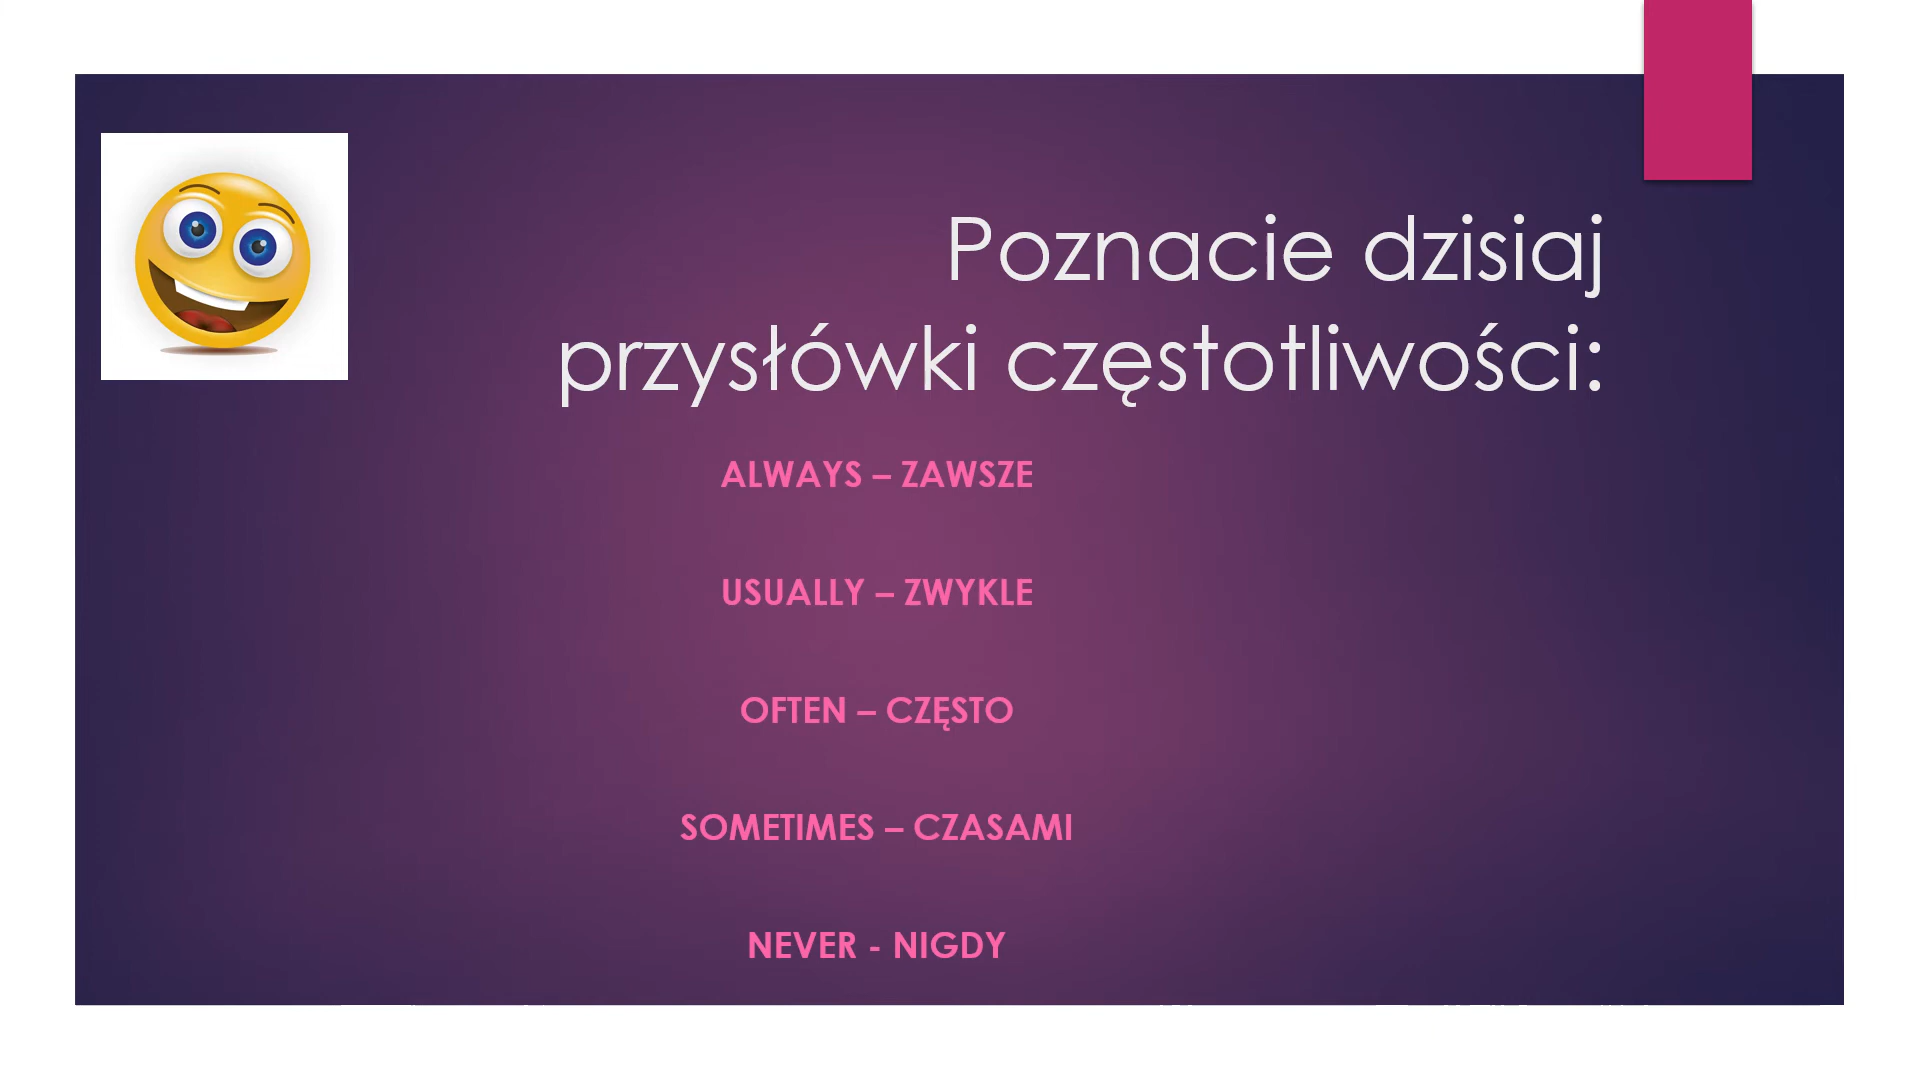 Poznacie dzisiaj
przysłówki częstotliwości:
ALWAYS – ZAWSZE
USUALLY – ZWYKLE
OFTEN – CZĘSTO
SOMETIMES – CZASAMI
NEVER - NIGDY